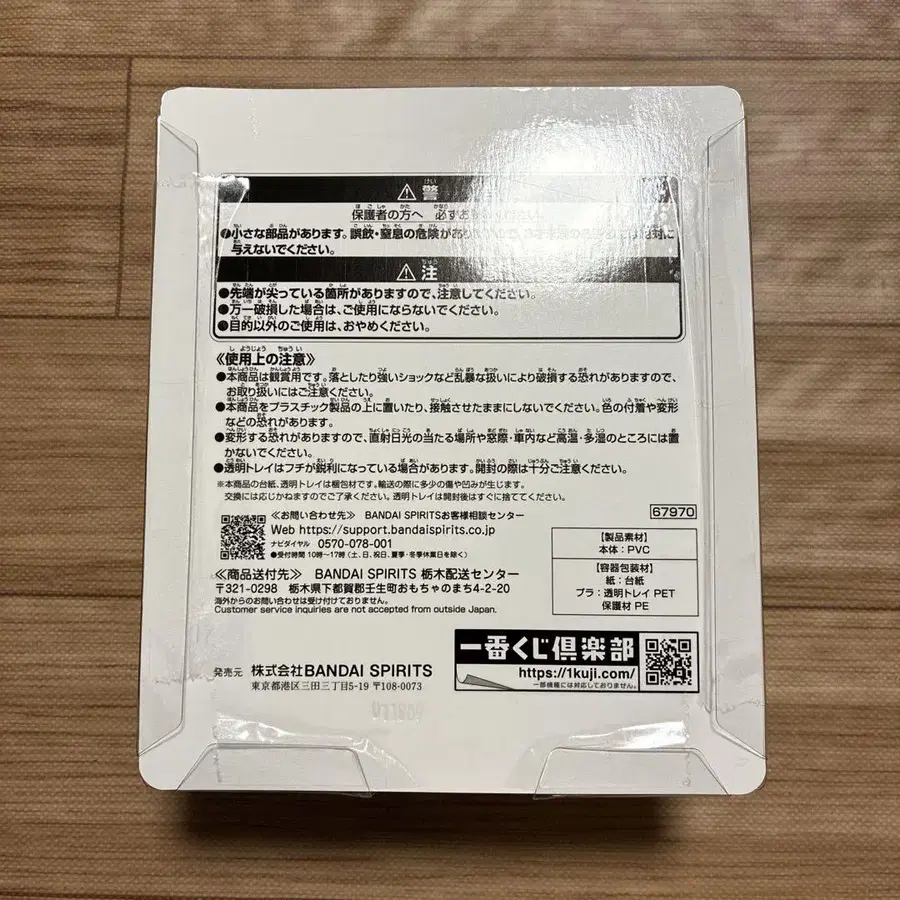 ⚠ 警
保護者の方へ 必ずお
小さな部品があります。誤飲・窒息の危険が
与えないでください。
⚠ 注
●先端が尖っている箇所がありますので、注意してください。
●万一破損した場合は、ご使用にならないでください。
●目的以外のご使用は、おやめください。
《使用上の注意》
●本商品は観賞用です。落としたり強いショックなど乱暴な扱いにより破損する恐れがありますので、
お取り扱いにはご注意ください。
●本商品をプラスチック製品の上に置いたり、接触させたままにしないでください。色の付着や変形
などの恐れがあります。
●変形する恐れがありますので、直射日光の当たる場所や窓際・車内など高温・多湿のところには置
かないでください。
●透明トレイはフチが鋭利になっている場合があります。開封の際は十分ご注意ください。
※本商品の台紙、透明トレイは梱包材です。輸送の際に多少の傷や凹みが生じます。
交換には応じかねますのでご了承ください。透明トレイは開封後はすぐに捨ててください。
≪お問い合わせ先≫ BANDAI SPIRITSお客様相談センター
Web https://support.bandaispirits.co.jp
ナビダイヤル 0570-078-001
●受付時間 10時～17時(土、日、祝日、夏季・冬季休業日を除く)
67970
【製品素材】
本体:PVC
【容器包装材】
紙:台紙
プラ:透明トレイ PET
保護材 PE
≪商品送付先≫ BANDAI SPIRITS 栃木配送センター
〒321-0298 栃木県下都賀郡壬生町おもちゃのまち4-2-20
海外からのお問い合わせは受け付けておりません。
Customer service inquiries are not accepted from outside Japan.
一番くじ倶楽部
https://1kuji.com/
一部機種には対応しておりません。
発売元 株式会社BANDAI SPIRITS
東京都港区三田三丁目5-19 〒108-0073